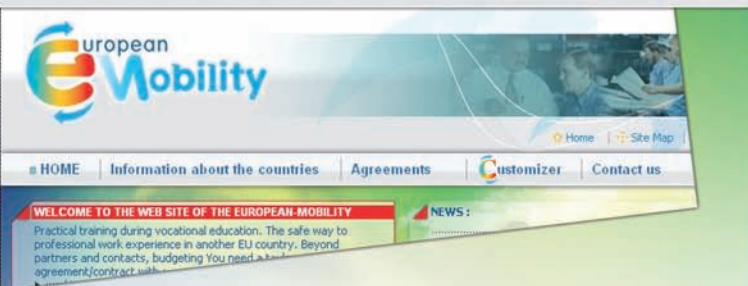 European
Mobility
Home | Site Map
HOME Information about the countries Agreements Customizer Contact us
WELCOME TO THE WEB SITE OF THE EUROPEAN-MOBILITY
Practical training during vocational education. The safe way to
professional work experience in another EU country. Beyond
partners and contacts, budgeting You need a
agreement/contract with
NEWS :